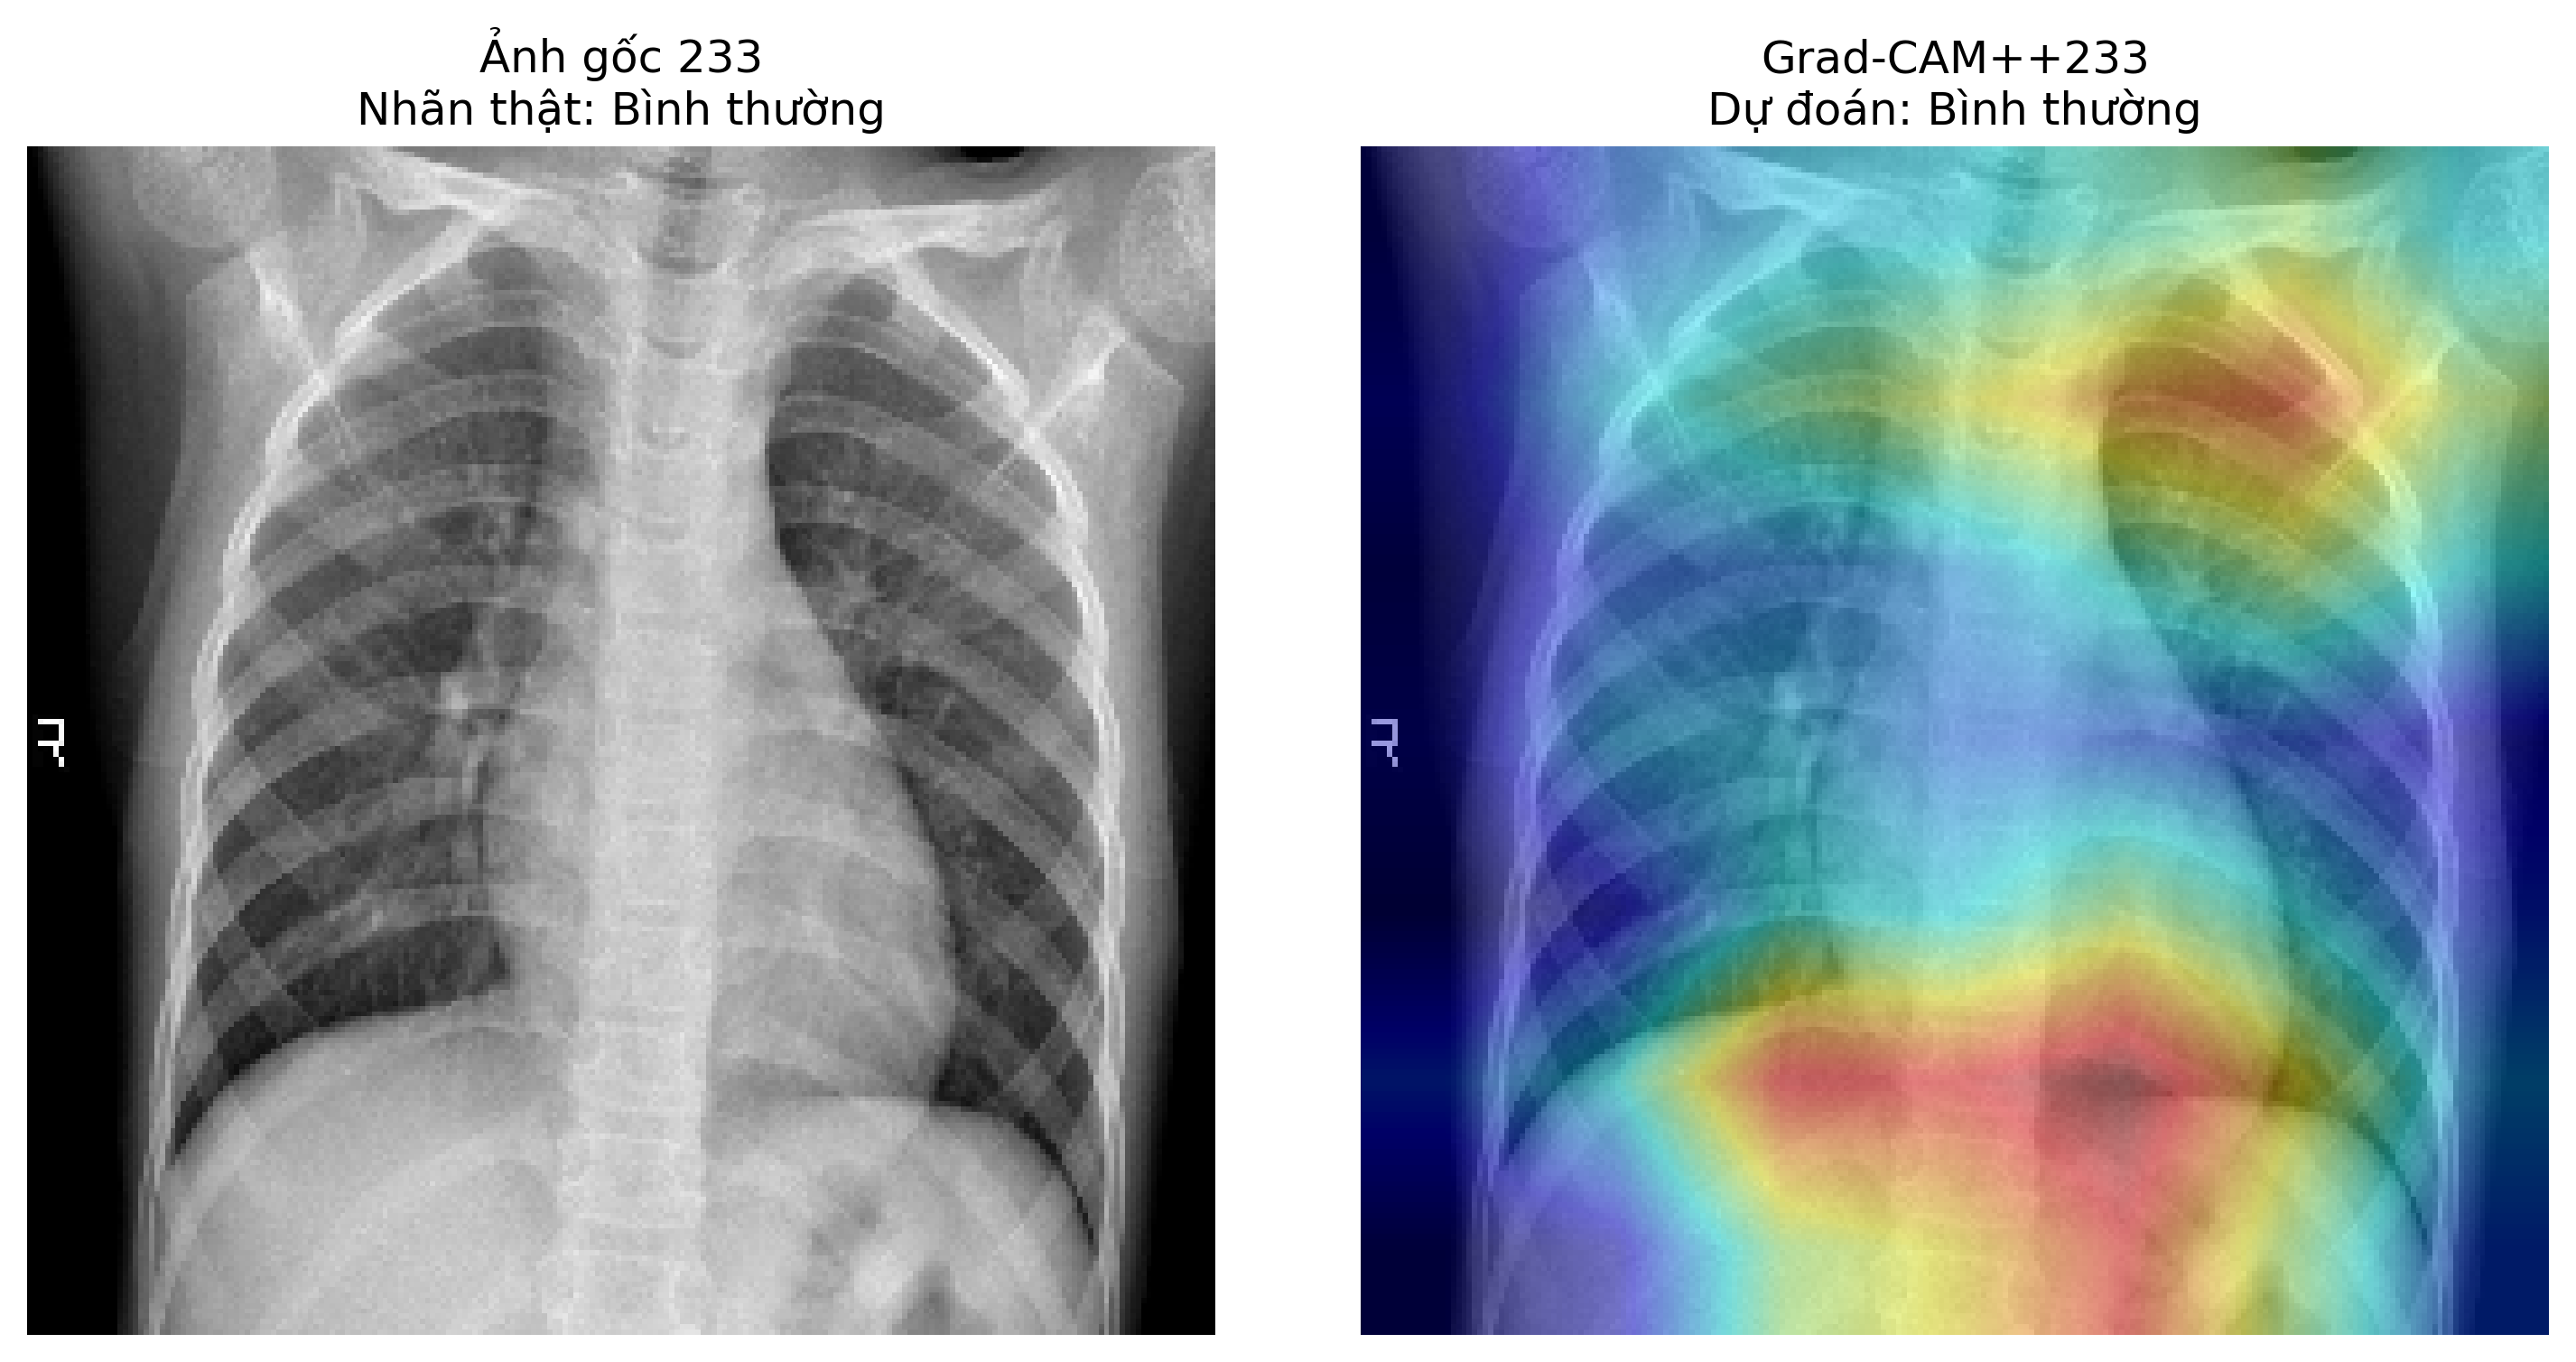 Ảnh gốc 233
Nhãn thật: Bình thường
Grad-CAM++233
Dự đoán: Bình thường
R
R